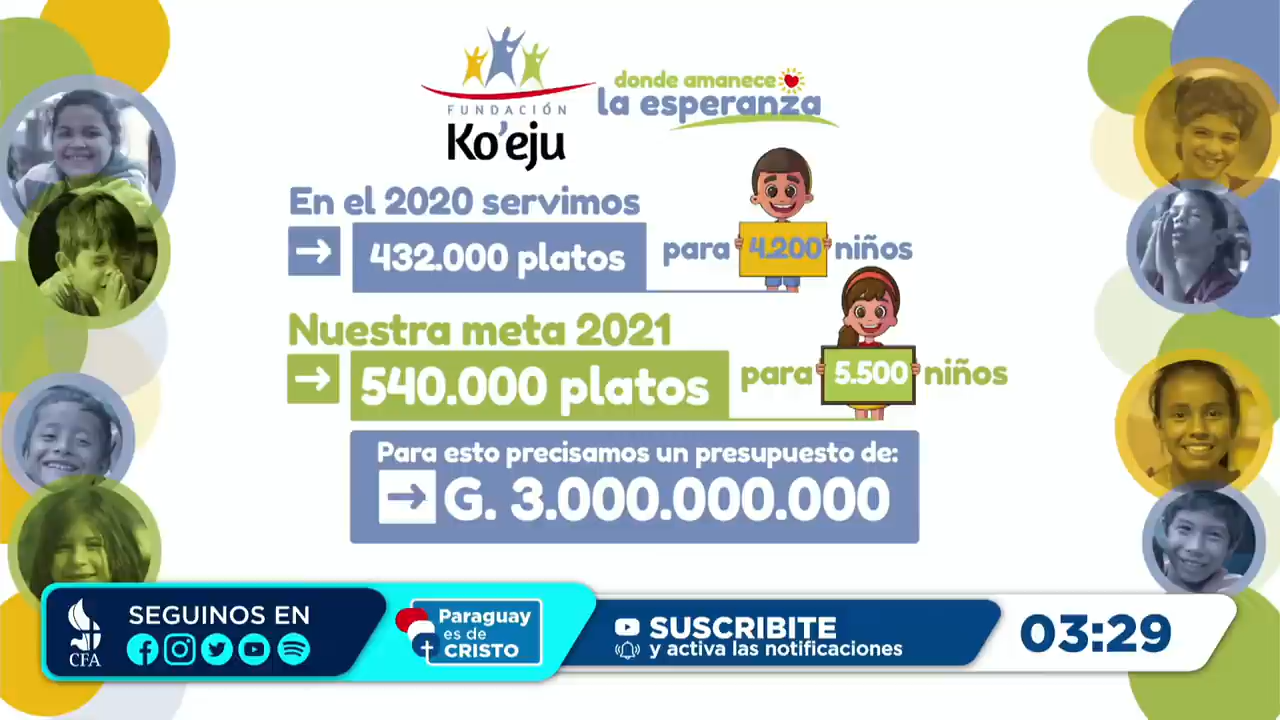 FUNDACIÓN
Ko'eju
donde amanece
la esperanza
En el 2020 servimos
→ 432.000 platos para 4.200 niños
Nuestra meta 2021
→ 540.000 platos para 5.500 niños
Para esto precisamos un presupuesto de:
→ G. 3.000.000.000
CFA
SEGUINOS EN
Paraguay
es de
CRISTO
SUSCRIBITE
y activa las notificaciones
03:29